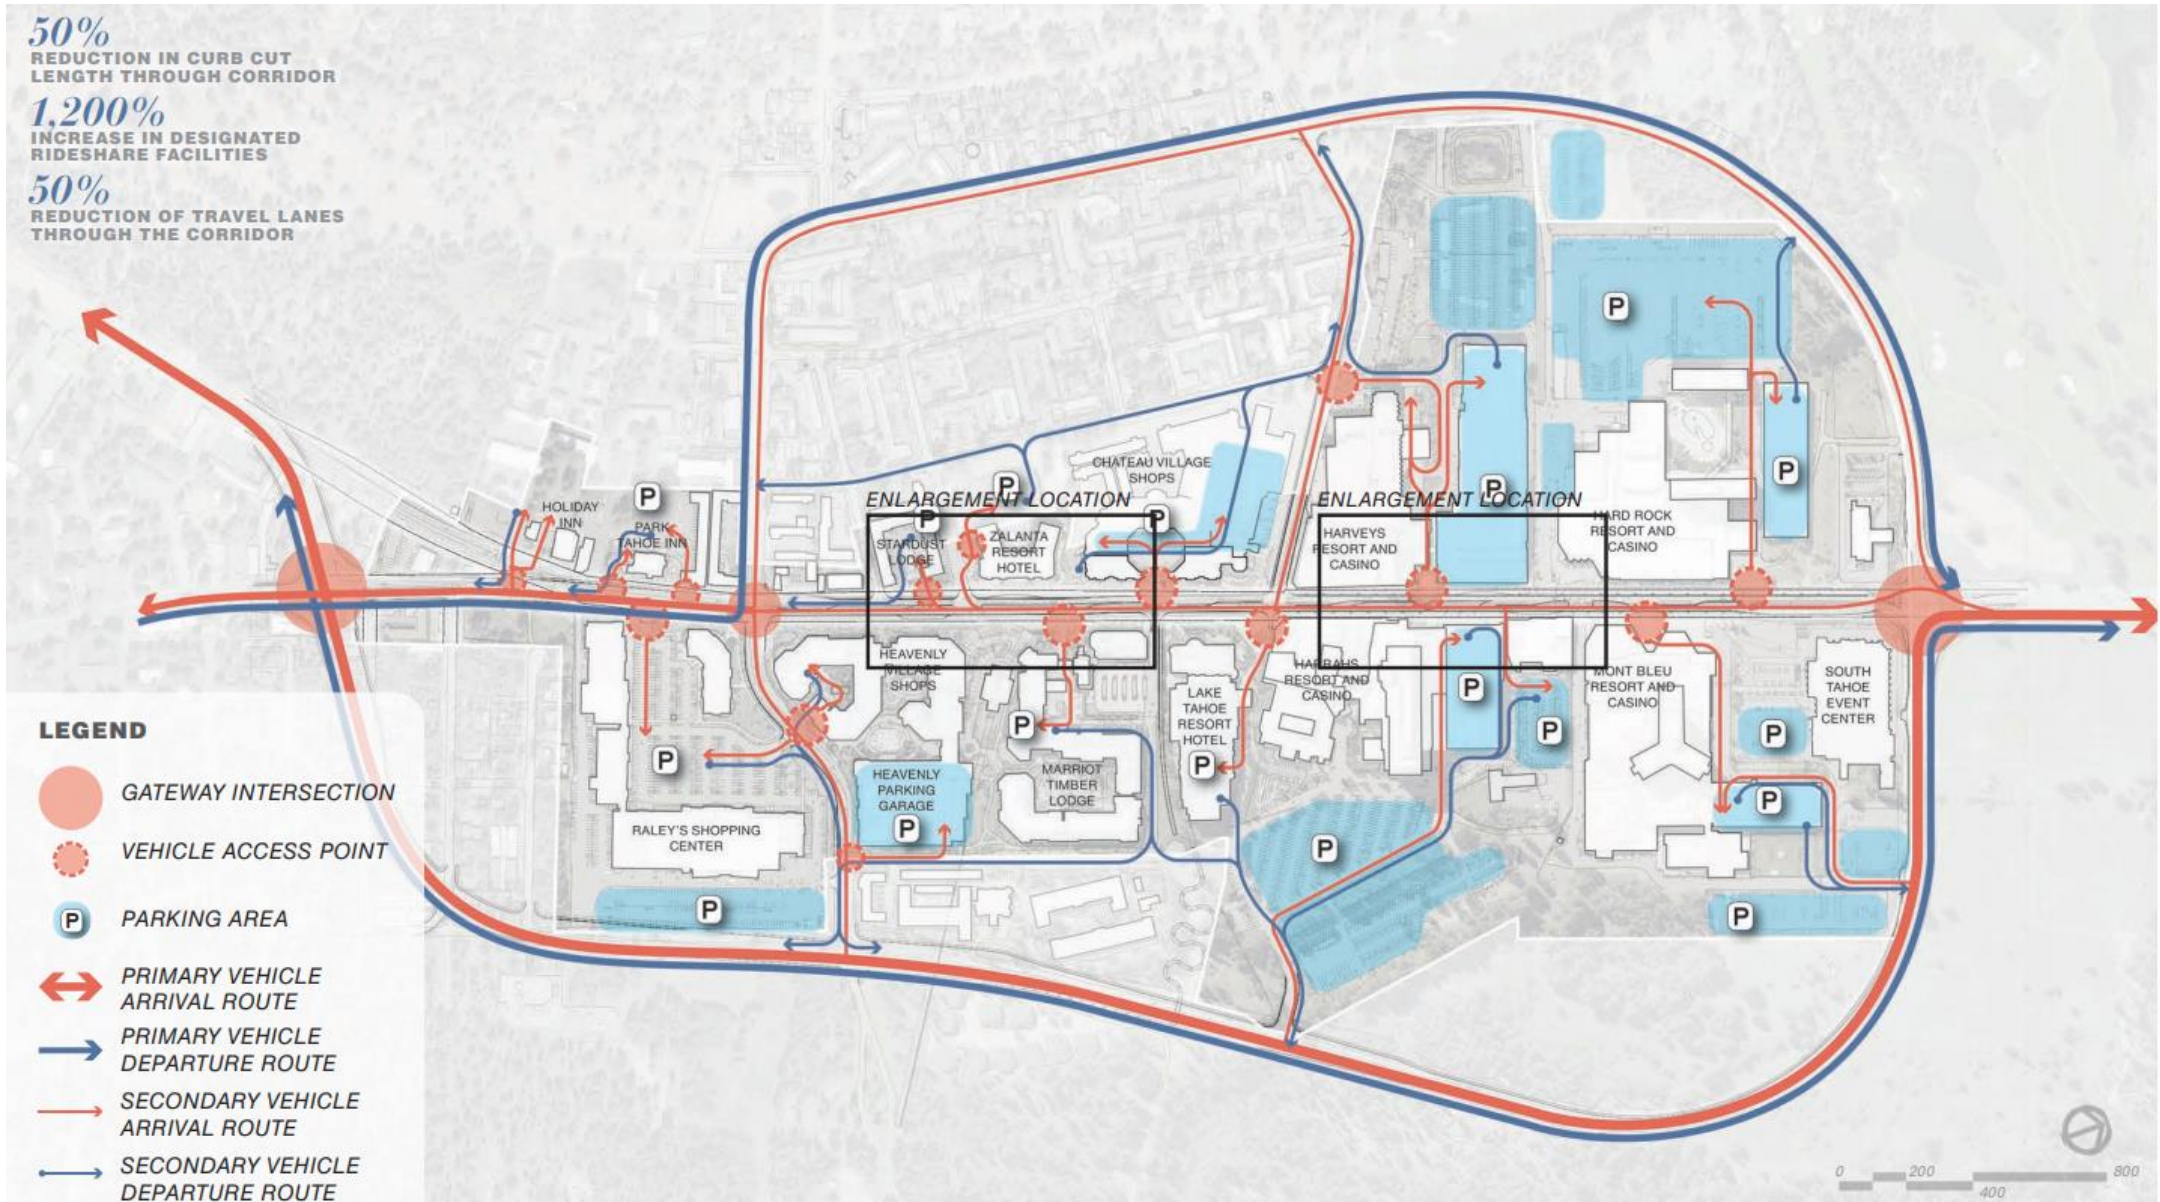 50%
REDUCTION IN CURB CUT
LENGTH THROUGH CORRIDOR
1,200%
INCREASE IN DESIGNATED
RIDESHARE FACILITIES
50%
REDUCTION OF TRAVEL LANES
THROUGH THE CORRIDOR
P
P
HOLIDAY
INN
P
PARK
TAHOE INN
ENLARGEMENT LOCATION
P
P
STARDUST
LODGE
ZALANTA
RESORT
HOTEL
CHATEAU VILLAGE
SHOPS
P
ENLARGEMENT LOCATION
P
HARVEYS
RESORT AND
CASINO
HARD ROCK
RESORT AND
CASINO
HEAVENLY
VILLAGE
SHOPS
P
HEAVENLY
PARKING
GARAGE
P
RALEY'S SHOPPING
CENTER
P
P
MARRIOT
TIMBER
LODGE
LAKE
TAHOE
RESORT
HOTEL
P
HARRAHS
RESORT AND
CASINO
P
P
P
MONT BLEU
RESORT AND
CASINO
SOUTH
TAHOE
EVENT
CENTER
P
P
P
LEGEND
GATEWAY INTERSECTION
VEHICLE ACCESS POINT
P PARKING AREA
PRIMARY VEHICLE
ARRIVAL ROUTE
PRIMARY VEHICLE
DEPARTURE ROUTE
SECONDARY VEHICLE
ARRIVAL ROUTE
SECONDARY VEHICLE
DEPARTURE ROUTE
0 200 800
400